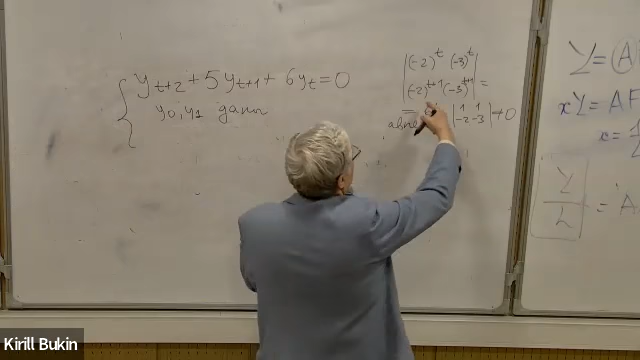 y_{t+2} + 5y_{t+1} + 6y_t = 0
y_0, y_1 дани
|(-2)^t (-3)^t|
|(-2)^{t+1} (-3)^{t+1}| =
=
| 1 1 |
| -2 -3 | ≠ 0
Y = A
xY = AF
x =
Y
L
= A
Kirill Bukin